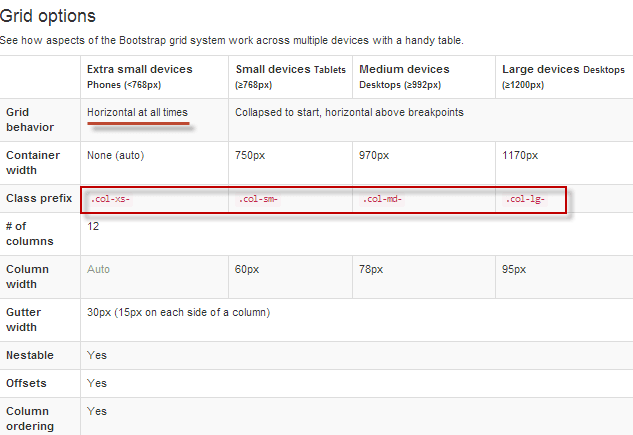 Grid options
See how aspects of the Bootstrap grid system work across multiple devices with a handy table.
Extra small devices Small devices Tablets Medium devices Large devices Desktops
Phones (<768px) (≥768px) Desktops (≥992px) (≥1200px)
Grid Horizontal at all times Collapsed to start, horizontal above breakpoints
behavior
Container None (auto) 750px 970px 1170px
width
Class prefix .col-xs- .col-sm- .col-md- .col-lg-
# of 12
columns
Column Auto 60px 78px 95px
width
Gutter 30px (15px on each side of a column)
width
Nestable Yes
Offsets Yes
Column Yes
ordering